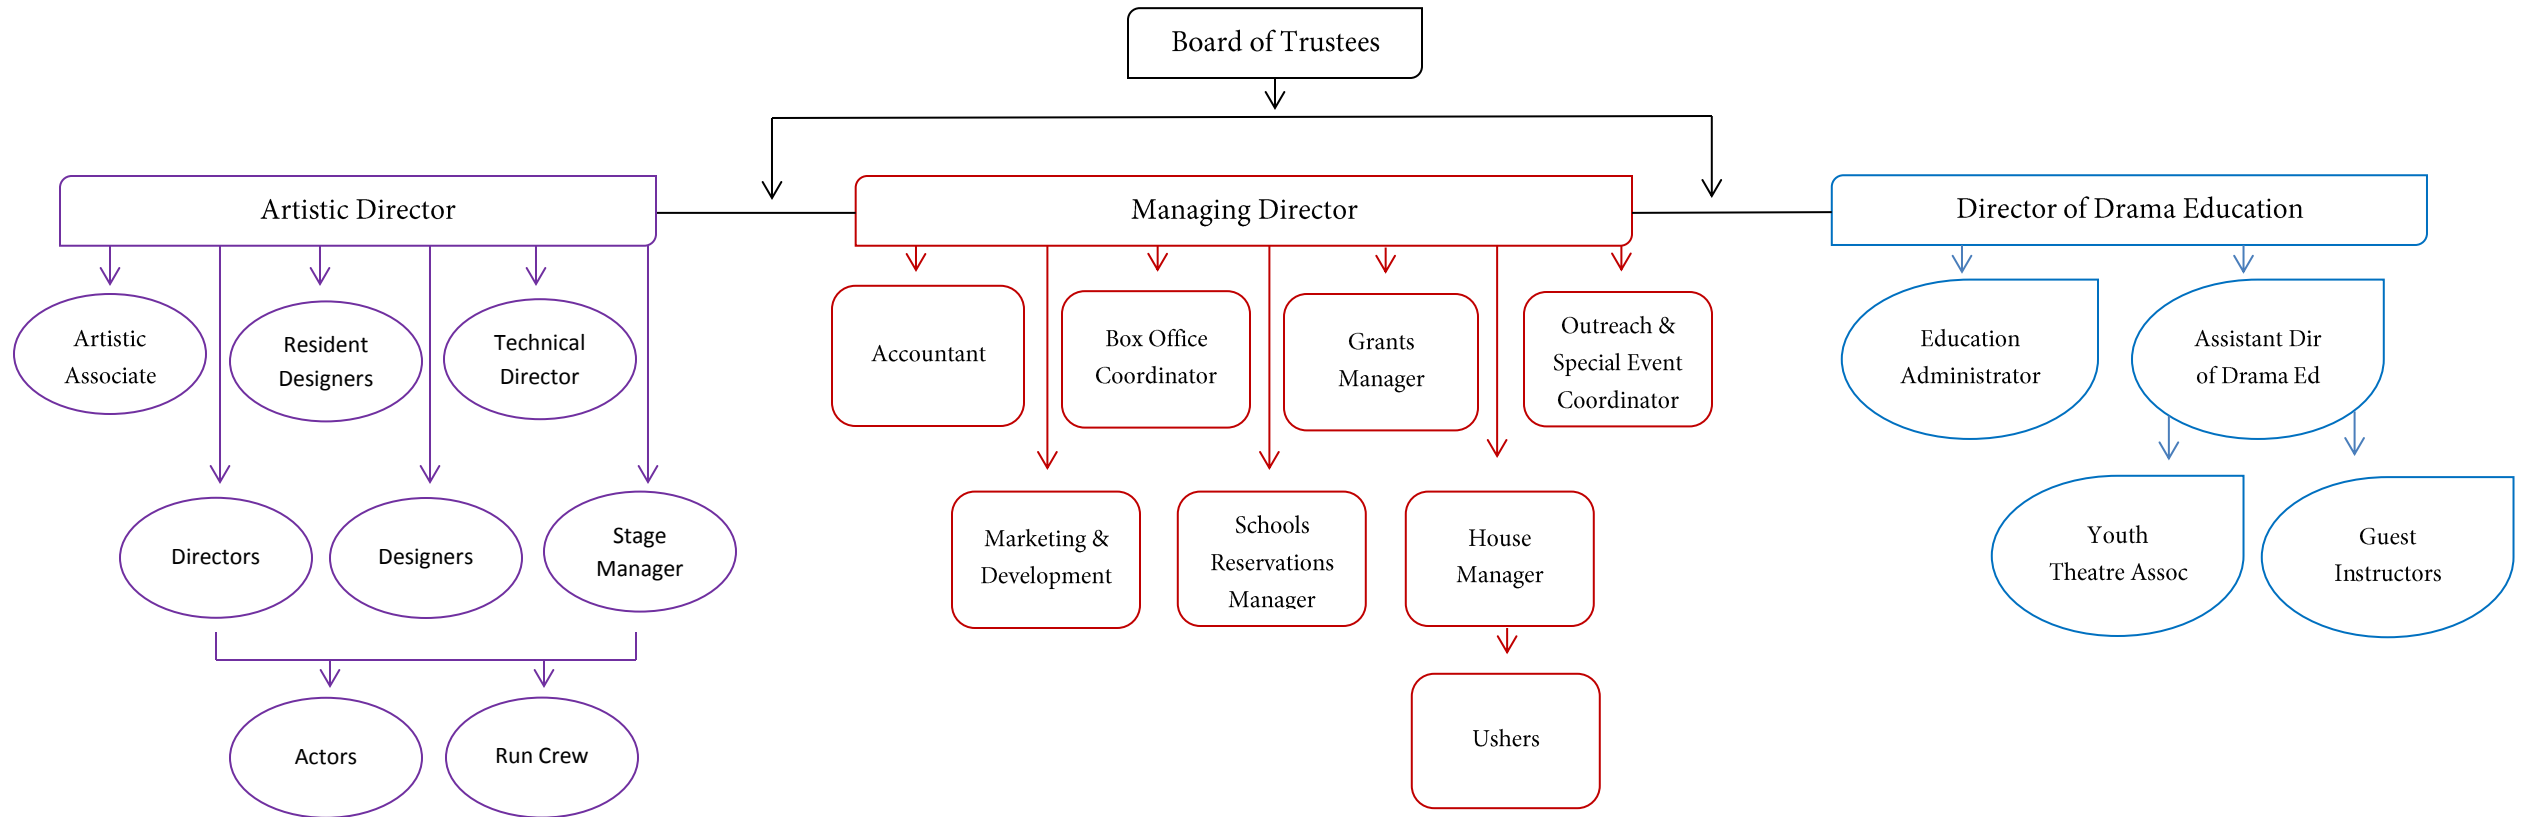 Board of Trustees
Artistic Director
Managing Director
Director of Drama Education
Artistic
Associate
Resident
Designers
Technical
Director
Accountant
Box Office
Coordinator
Grants
Manager
Outreach &
Special Event
Coordinator
Education
Administrator
Assistant Dir
of Drama Ed
Directors
Designers
Stage
Manager
Marketing &
Development
Schools
Reservations
Manager
House
Manager
Youth
Theatre Assoc
Guest
Instructors
Actors
Run Crew
Ushers